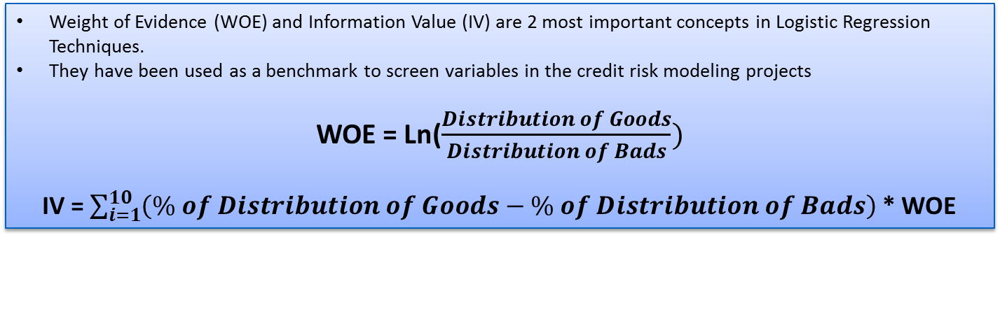 • Weight of Evidence (WOE) and Information Value (IV) are 2 most important concepts in Logistic Regression
Techniques.
• They have been used as a benchmark to screen variables in the credit risk modeling projects
WOE = Ln(Distribution of Goods/Distribution of Bads)
IV = ∑_{i=1}^{10}(% of Distribution of Goods − % of Distribution of Bads) * WOE